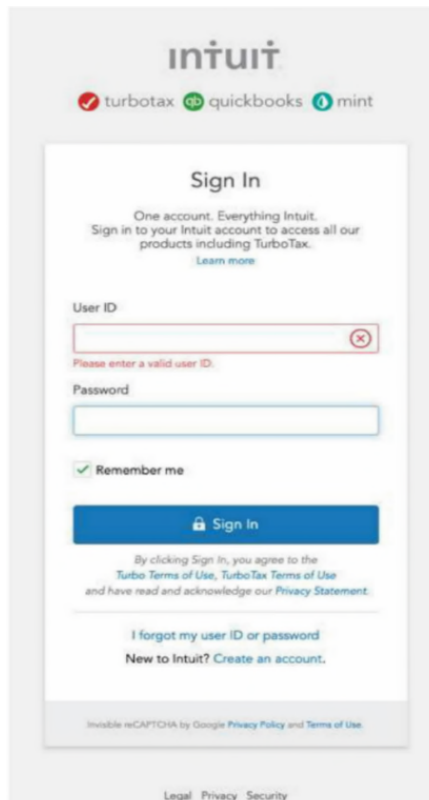 intuit
turbotax qb quickbooks mint
Sign In
One account. Everything Intuit.
Sign in to your Intuit account to access all our
products including TurboTax.
Learn more
User ID
Please enter a valid user ID.
Password
Remember me
Sign In
By clicking Sign In, you agree to the
Turbo Terms of Use, TurboTax Terms of Use
and have read and acknowledge our Privacy Statement.
I forgot my user ID or password
New to Intuit? Create an account.
Invisible reCAPTCHA by Google Privacy Policy and Terms of Use.
Legal Privacy Security